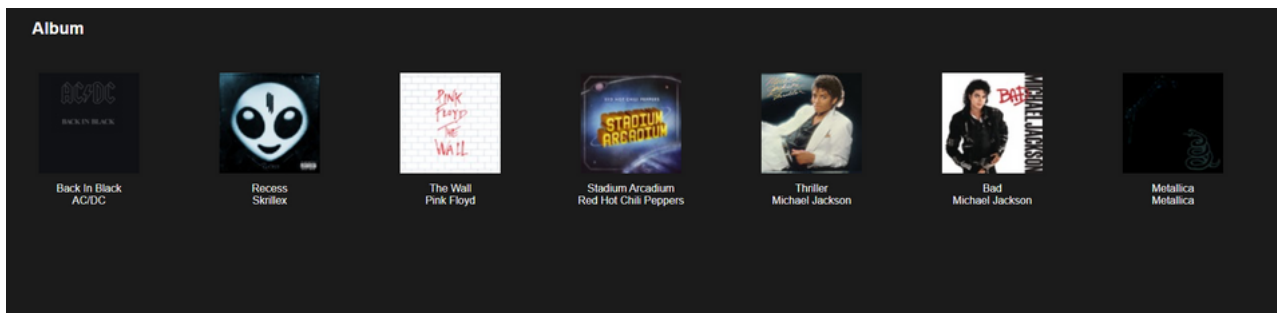 Album
AC/DC
BACK IN BLACK
PINK
FLOYD
THE
WALL
RED HOT CHILI PEPPERS
STADIUM
ARCADIUM
BAD
MICHAEL JACKSON
Back In Black
AC/DC
Recess
Skrillex
The Wall
Pink Floyd
Stadium Arcadium
Red Hot Chili Peppers
Thriller
Michael Jackson
Bad
Michael Jackson
Metallica
Metallica